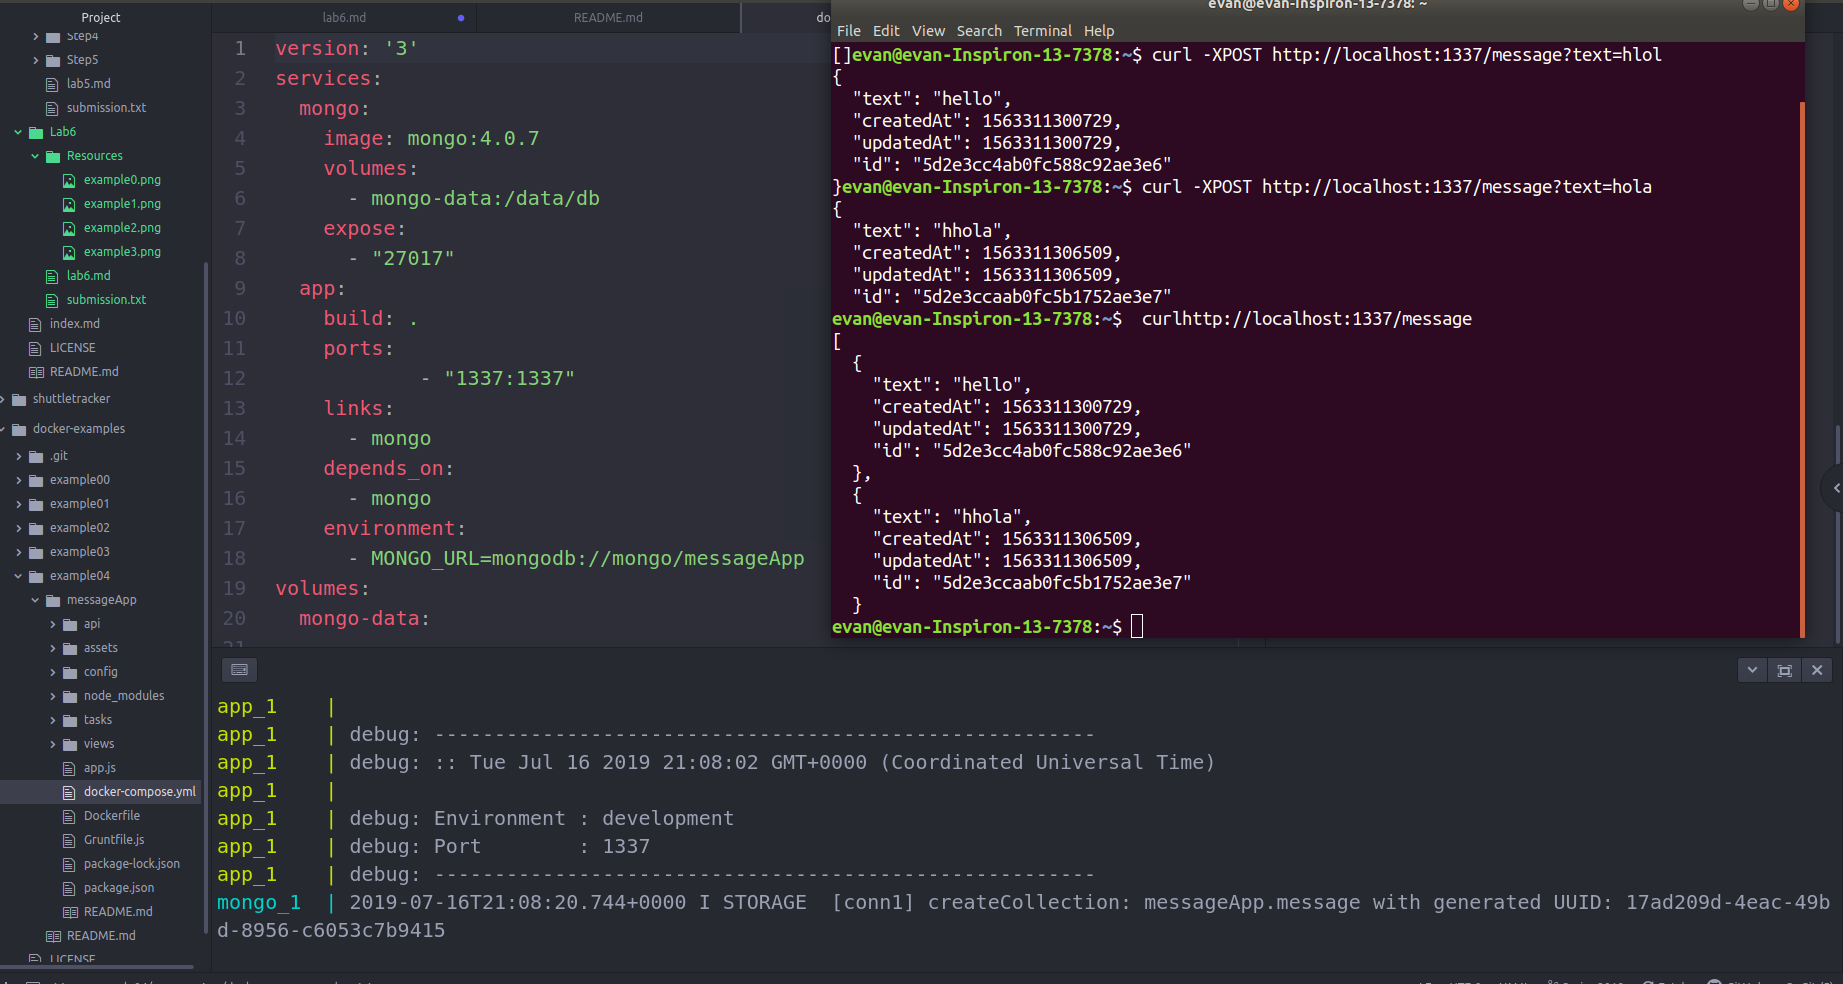 Project
Step4
Step5
lab5.md
submission.txt
Lab6
Resources
example0.png
example1.png
example2.png
example3.png
lab6.md
submission.txt
index.md
LICENSE
README.md
shuttletracker
docker-examples
.git
example00
example01
example02
example03
example04
messageApp
api
assets
config
node_modules
tasks
views
app.js
docker-compose.yml
Dockerfile
Gruntfile.js
package-lock.json
package.json
README.md
README.md
LICENSE
lab6.md
README.md
do
1 version: '3'
2 services:
3 mongo:
4 image: mongo:4.0.7
5 volumes:
6 - mongo-data:/data/db
7 expose:
8 - "27017"
9 app:
10 build: .
11 ports:
12 - "1337:1337"
13 links:
14 - mongo
15 depends_on:
16 - mongo
17 environment:
18 - MONGO_URL=mongodb://mongo/messageApp
19 volumes:
20 mongo-data:
21
evan@evan-Inspiron-13-7378: ~
File Edit View Search Terminal Help
[]evan@evan-Inspiron-13-7378:~$ curl -XPOST http://localhost:1337/message?text=hlol
{
"text": "hello",
"createdAt": 1563311300729,
"updatedAt": 1563311300729,
"id": "5d2e3cc4ab0fc588c92ae3e6"
}evan@evan-Inspiron-13-7378:~$ curl -XPOST http://localhost:1337/message?text=hola
{
"text": "hhola",
"createdAt": 1563311306509,
"updatedAt": 1563311306509,
"id": "5d2e3ccaab0fc5b1752ae3e7"
evan@evan-Inspiron-13-7378:~$ curlhttp://localhost:1337/message
[
{
"text": "hello",
"createdAt": 1563311300729,
"updatedAt": 1563311300729,
"id": "5d2e3cc4ab0fc588c92ae3e6"
},
{
"text": "hhola",
"createdAt": 1563311306509,
"updatedAt": 1563311306509,
"id": "5d2e3ccaab0fc5b1752ae3e7"
}
evan@evan-Inspiron-13-7378:~$
app_1 |
app_1 | debug: -------------------------------------------------------
app_1 | debug: :: Tue Jul 16 2019 21:08:02 GMT+0000 (Coordinated Universal Time)
app_1 |
app_1 | debug: Environment : development
app_1 | debug: Port : 1337
app_1 | debug: -------------------------------------------------------
mongo_1 | 2019-07-16T21:08:20.744+0000 I STORAGE [conn1] createCollection: messageApp.message with generated UUID: 17ad209d-4eac-49b
d-8956-c6053c7b9415